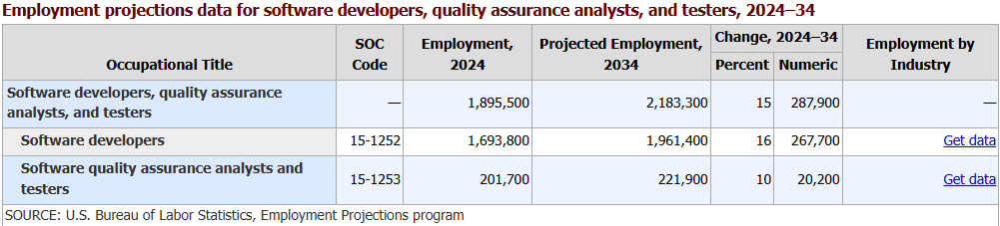 Employment projections data for software developers, quality assurance analysts, and testers, 2024–34
Occupational Title SOC Code Employment, 2024 Projected Employment, 2034 Change, 2024–34 Percent Numeric Employment by Industry
Software developers, quality assurance analysts, and testers — 1,895,500 2,183,300 15 287,900 —
Software developers 15-1252 1,693,800 1,961,400 16 267,700 Get data
Software quality assurance analysts and testers 15-1253 201,700 221,900 10 20,200 Get data
SOURCE: U.S. Bureau of Labor Statistics, Employment Projections program